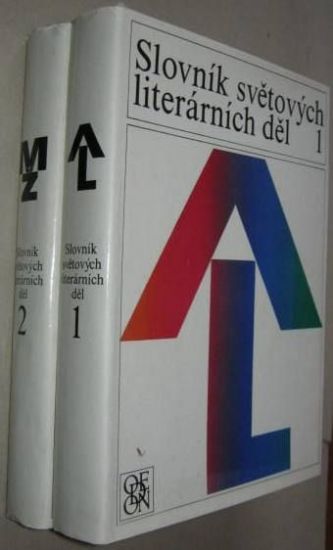 Slovník světových
literárních děl 1
A
L
ODEON
M
Z
Slovník
světových
literárních
děl
2
A
L
Slovník
světových
literárních
děl
1